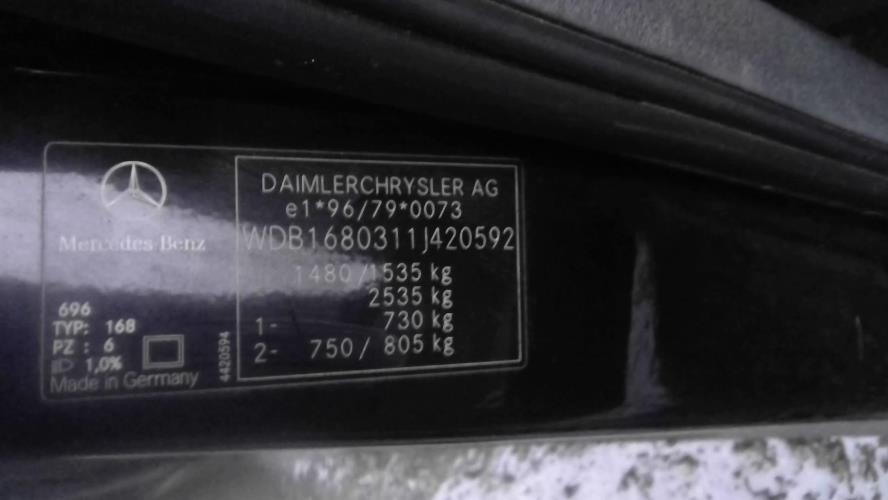 Mercedes-Benz
696
TYP: 168
PZ : 6
1,0%
Made in Germany
4420594
DAIMLERCHRYSLER AG
e1*96/79*0073
WDB1680311J420592
1480/1535 kg
2535 kg
1- 730 kg
2- 750/ 805 kg